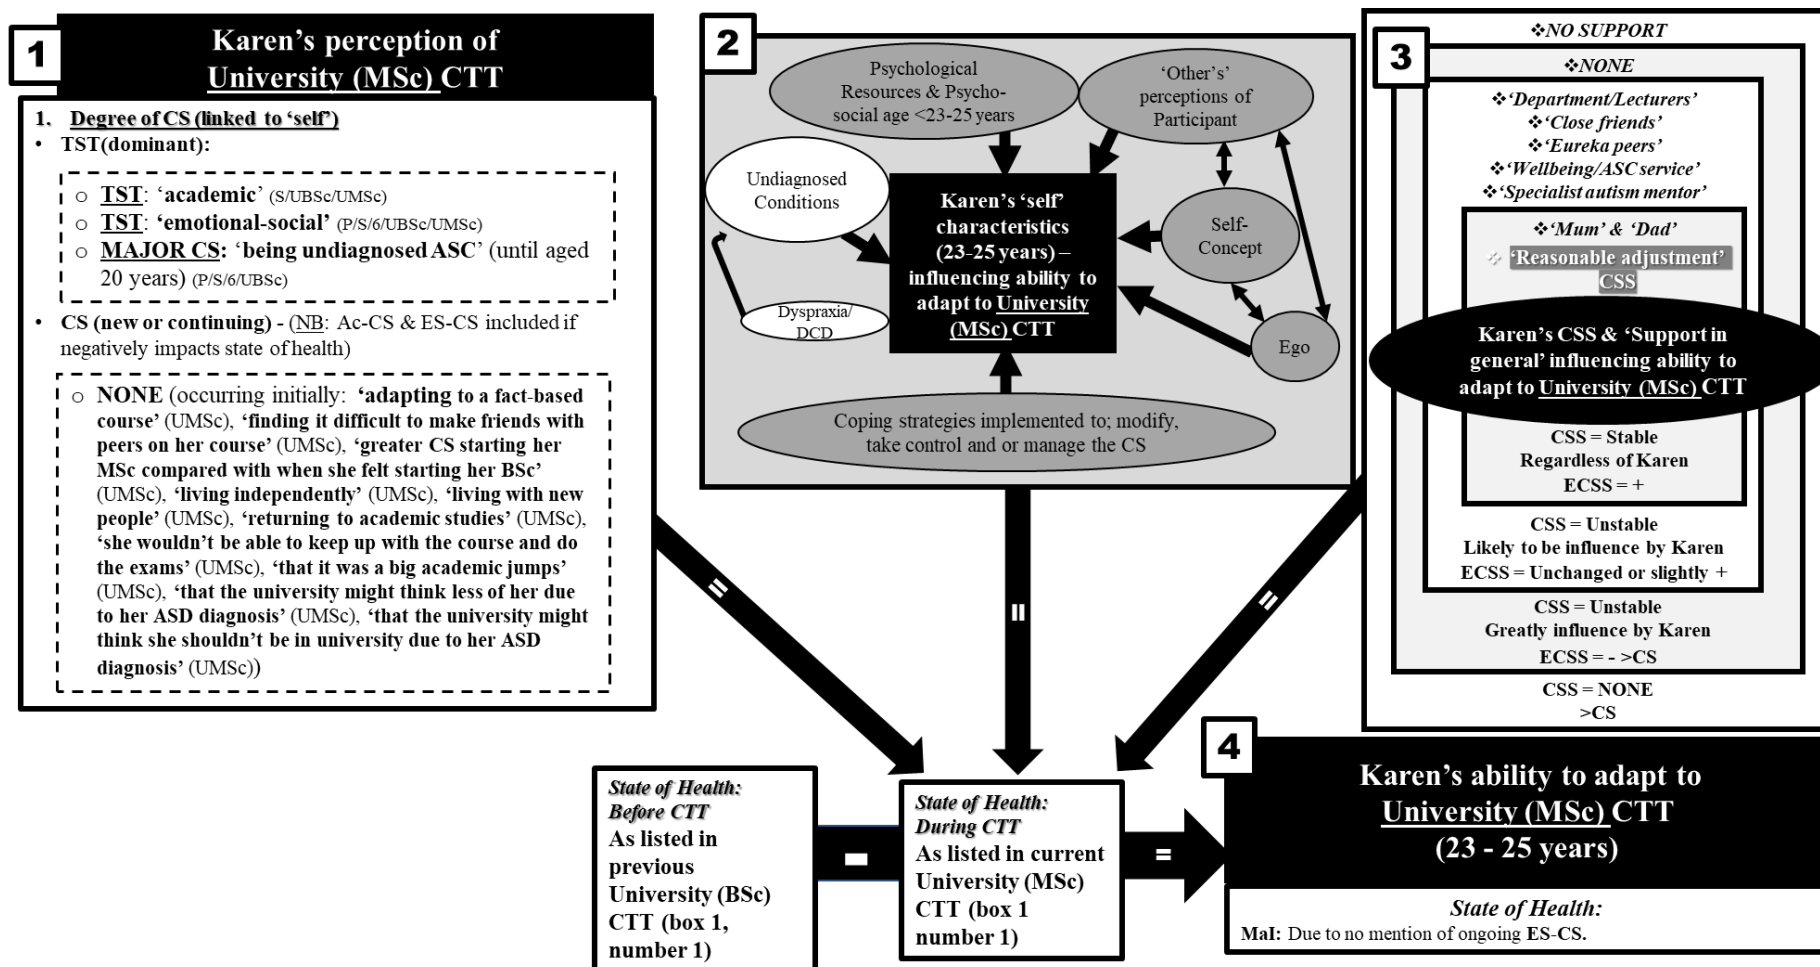 1
Karen’s perception of
University (MSc) CTT
1. Degree of CS (linked to ‘self’)
• TST(dominant):
o TST: ‘academic’ (S/UBSc/UMSc)
o TST: ‘emotional-social’ (P/S/6/UBSc/UMSc)
o MAJOR CS: ‘being undiagnosed ASC’ (until aged
20 years) (P/S/6/UBSc)
• CS (new or continuing) - (NB: Ac-CS & ES-CS included if
negatively impacts state of health)
o NONE (occurring initially: ‘adapting to a fact-based
course’ (UMSc), ‘finding it difficult to make friends with
peers on her course’ (UMSc), ‘greater CS starting her
MSc compared with when she felt starting her BSc’
(UMSc), ‘living independently’ (UMSc), ‘living with new
people’ (UMSc), ‘returning to academic studies’ (UMSc),
‘she wouldn’t be able to keep up with the course and do
the exams’ (UMSc), ‘that it was a big academic jumps’
(UMSc), ‘that the university might think less of her due
to her ASD diagnosis’ (UMSc), ‘that the university might
think she shouldn’t be in university due to her ASD
diagnosis’ (UMSc))
2
Psychological
Resources & Psycho-
social age <23-25 years
‘Other’s’
perceptions of
Participant
Undiagnosed
Conditions
Karen’s ‘self’
characteristics
(23-25 years) –
influencing ability to
adapt to University
(MSc) CTT
Self-
Concept
Dyspraxia/
DCD
Ego
Coping strategies implemented to; modify,
take control and or manage the CS
3
❖NO SUPPORT
❖NONE
❖‘Department/Lecturers’
❖‘Close friends’
❖‘Eureka peers’
❖‘Wellbeing/ASC service’
❖‘Specialist autism mentor’
❖‘Mum’ & ‘Dad’
❖ ‘Reasonable adjustment’
CSS
Karen’s CSS & ‘Support in
general’ influencing ability to
adapt to University (MSc) CTT
CSS = Stable
Regardless of Karen
ECSS = +
CSS = Unstable
Likely to be influence by Karen
ECSS = Unchanged or slightly +
CSS = Unstable
Greatly influence by Karen
ECSS = - >CS
CSS = NONE
>CS
=
=
=
State of Health:
Before CTT
As listed in
previous
University (BSc)
CTT (box 1,
number 1)
-
State of Health:
During CTT
As listed in current
University (MSc)
CTT (box 1
number 1)
=
4
Karen’s ability to adapt to
University (MSc) CTT
(23 - 25 years)
State of Health:
MaI: Due to no mention of ongoing ES-CS.